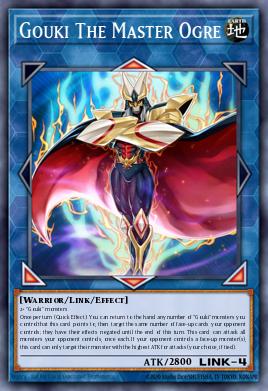 GOUKI THE MASTER OGRE
EARTH
地
[WARRIOR/LINK/EFFECT]
2+ "Gouki" monsters
Once per turn (Quick Effect): You can return to the hand any number of "Gouki" monsters you
control that this card points to, then target the same number of face-up cards your opponent
controls; they have their effects negated until the end of this turn. This card can attack all
monsters your opponent controls, once each. If your opponent controls a face-up monster(s),
this card can only target their monster with the highest ATK for attacks (your choice, if tied).
ATK/2800 LINK-4